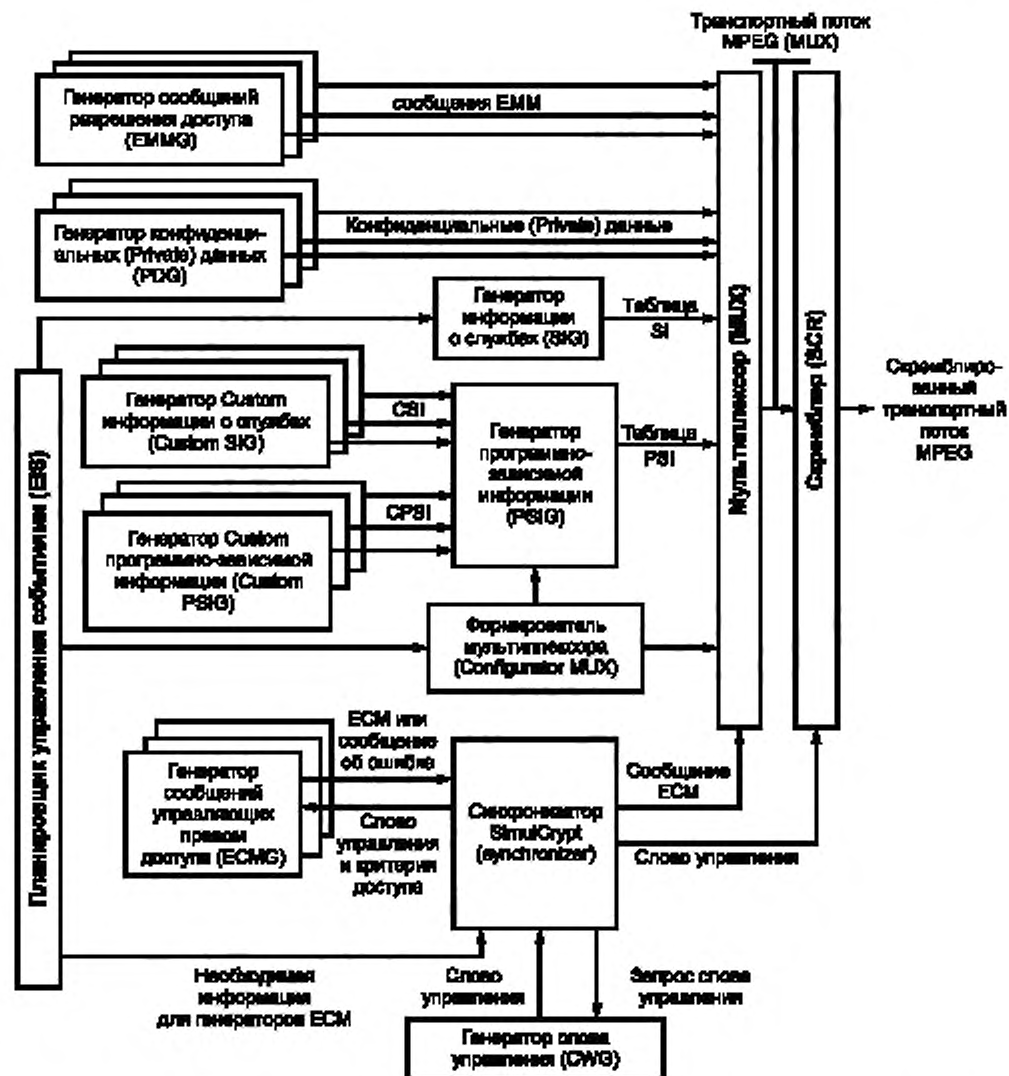 Транспортный поток
MPEG (MUX)
Генератор сообщений
разрешения доступа
(EMMG)
сообщения EMM
Генератор конфиденци-
альных (Private) данных
(PDG)
Конфиденциальные (Private) данные
Генератор
информации
о службах (SIG)
Таблица
SI
Генератор Custom
информации о службах
(Custom SIG)
CSI
Генератор
программно-
зависимой
информации
(PSIG)
Таблица
PSI
Генератор Custom
программно-зависимой
информации (Custom
PSIG)
CPSI
Формирователь
мультиплексора
(Configurator MUX)
Мультиплексор (MUX)
Скремблер (SCR)
Скремблиро-
ванный
транспортный
поток
MPEG
Планировщик управления событиями (EIS)
Генератор
сообщений
управляющих
правом
доступа (ECMG)
ECM или
сообщение
об ошибке
Слово
управления
и критерии
доступа
Синхронизатор
SimulCrypt
(synchronizer)
Сообщение
ECM
Слово управления
Необходимая
информация
для генераторов ECM
Слово
управления
Запрос слова
управления
Генератор слова
управления (CWG)